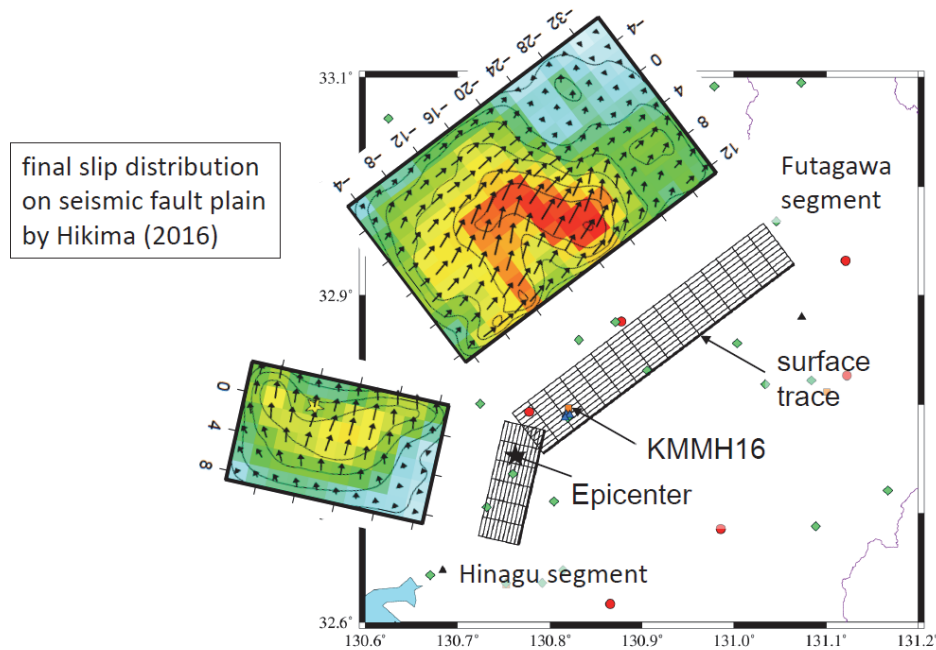 final slip distribution
on seismic fault plain
by Hikima (2016)
-32
-28
-24
-20
-16
-12
-8
-4
-4
0
4
8
12
0
4
8
33.1°
32.9°
32.6°
130.6
130.7
130.8
130.9
131.0
131.1
131.2
Futagawa
segment
surface
trace
KMMH16
Epicenter
Hinagu segment